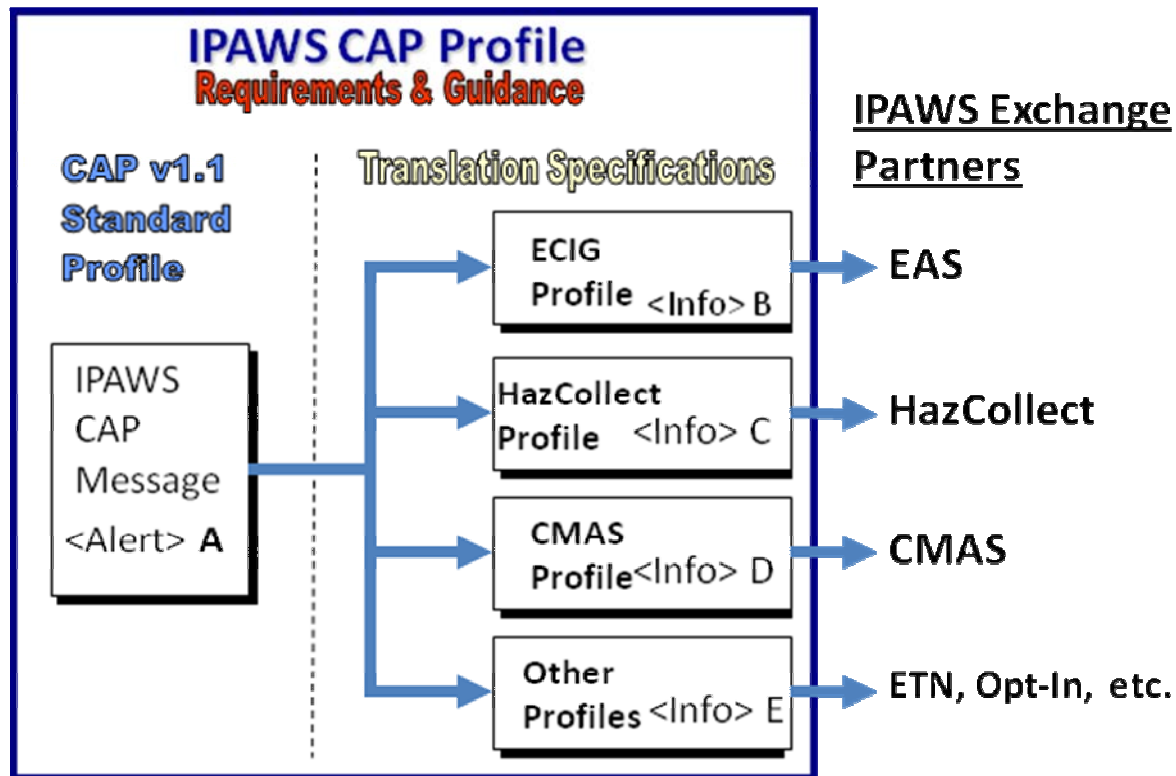 IPAWS CAP Profile
Requirements & Guidance
CAP v1.1
Standard
Profile
Translation Specifications
IPAWS Exchange
Partners
IPAWS
CAP
Message
<Alert> A
ECIG
Profile
<Info> B
EAS
HazCollect
Profile
<Info> C
HazCollect
CMAS
Profile
<Info> D
CMAS
Other
Profiles
<Info> E
ETN, Opt-In, etc.